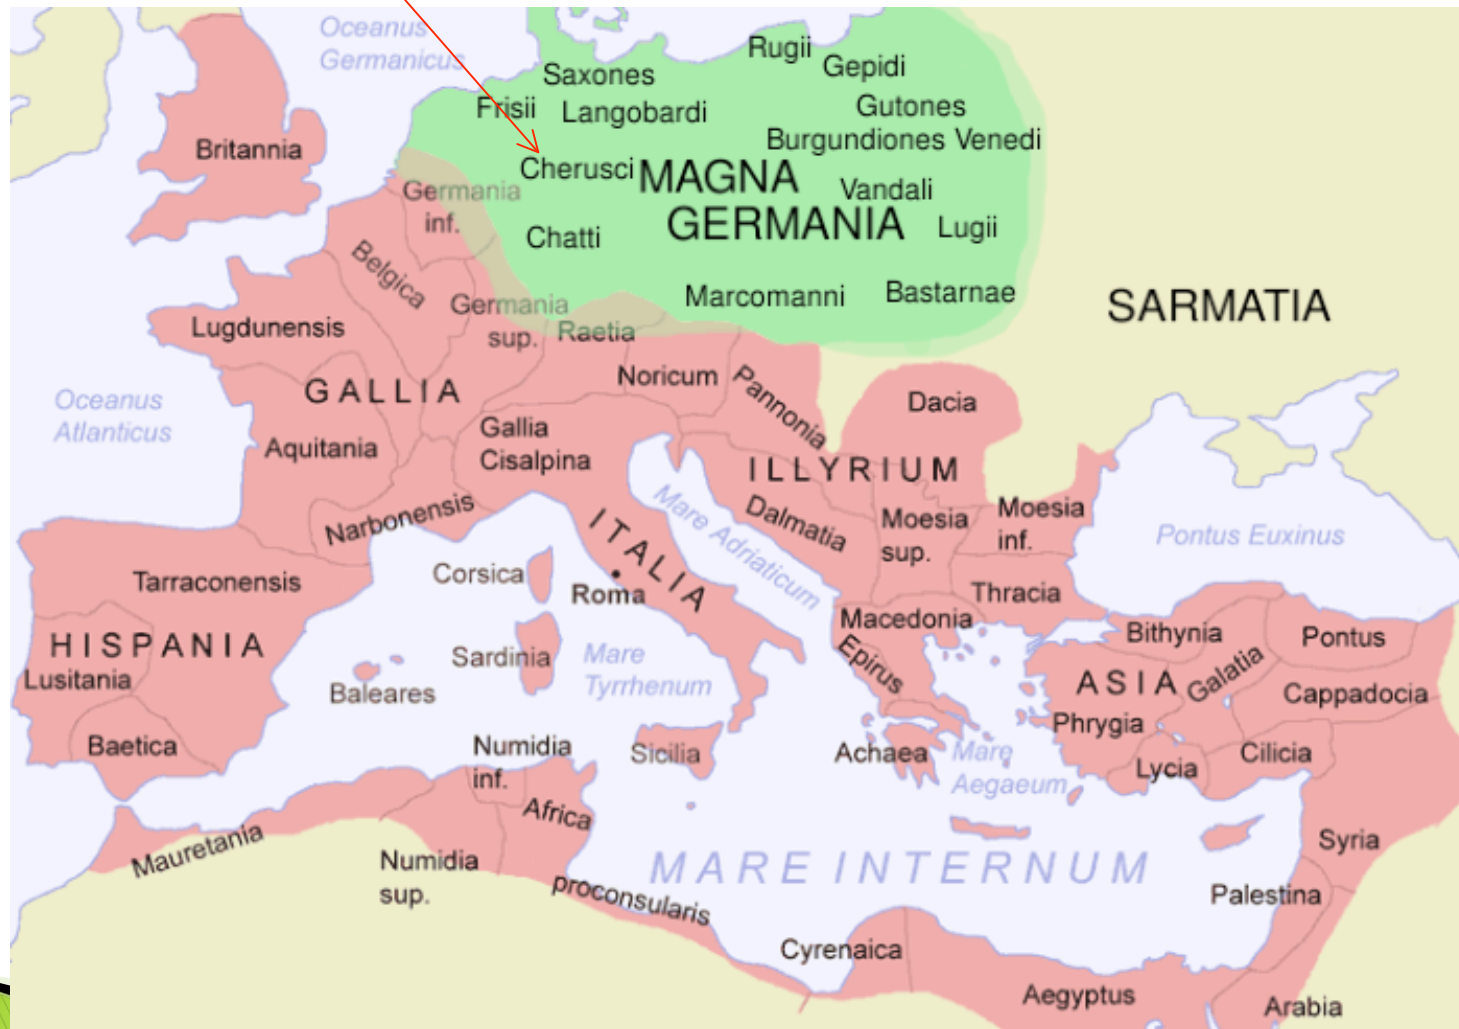 Oceanus
Germanicus
Rugii
Gepidi
Saxones
Frisii
Langobardi
Gutones
Burgundiones Venedi
Britannia
Cherusci
MAGNA
GERMANIA
Vandali
Germania
inf.
Chatti
Lugii
Belgica
Marcomanni
Bastarnae
Germania
sup.
Raetia
SARMATIA
Lugdunensis
GALLIA
Noricum
Pannonia
Dacia
Oceanus
Atlanticus
Aquitania
Gallia
Cisalpina
ILLYRIUM
Narbonensis
ITALIA
Mare Adriaticum
Dalmatia
Moesia
sup.
Moesia
inf.
Pontus Euxinus
Tarraconensis
Corsica
Roma
Thracia
Macedonia
HISPANIA
Lusitania
Sardinia
Mare
Tyrrhenum
Epirus
Bithynia
Pontus
Galatia
ASIA
Cappadocia
Baleares
Phrygia
Baetica
Numidia
inf.
Sicilia
Achaea
Mare
Aegaeum
Lycia
Cilicia
Africa
Mauretania
Numidia
sup.
proconsularis
MARE INTERNUM
Syria
Palestina
Cyrenaica
Aegyptus
Arabia